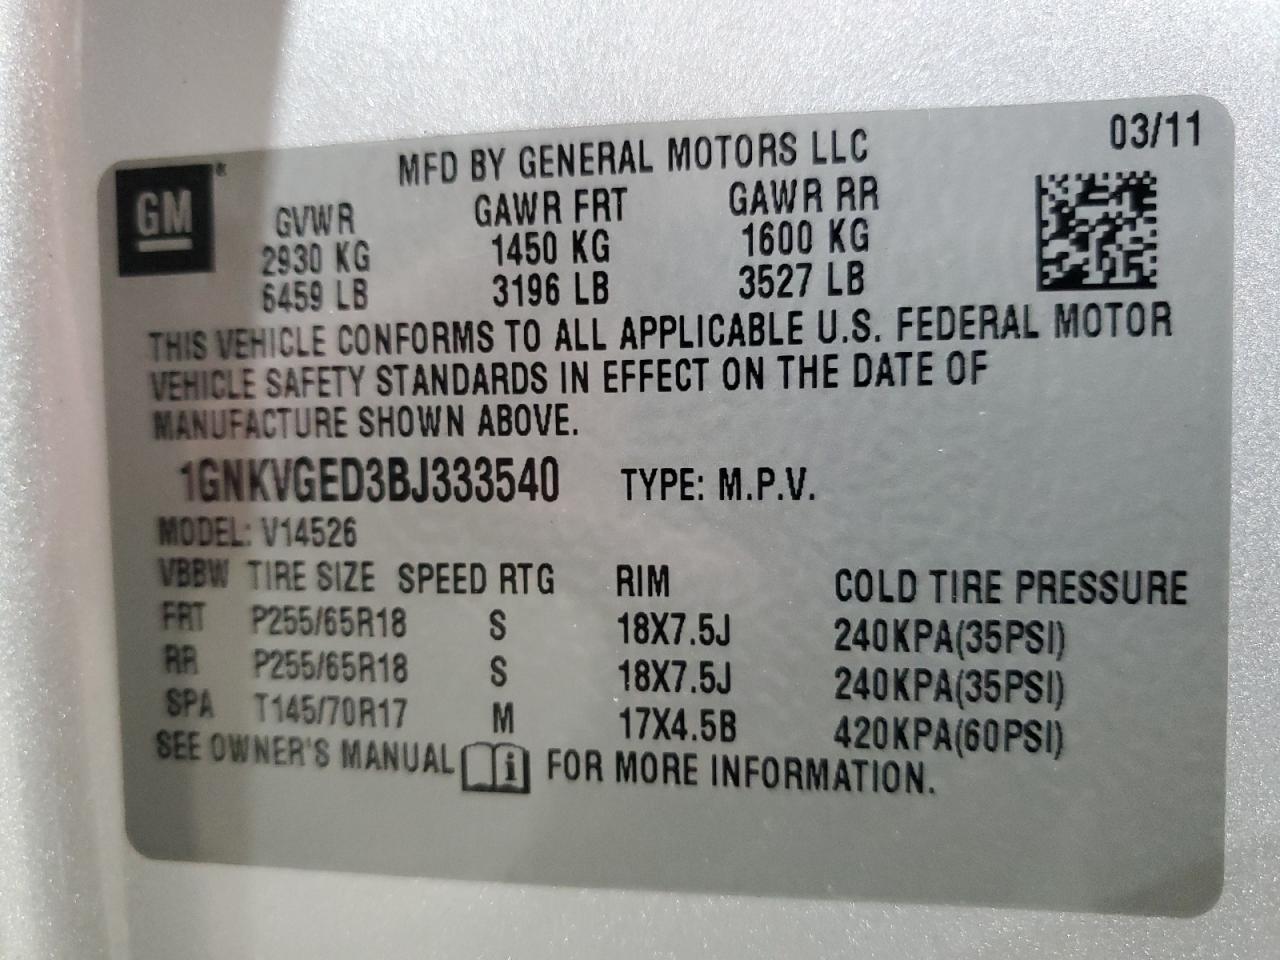 03/11
MFD BY GENERAL MOTORS LLC
GM®
GVWR GAWR FRT GAWR RR
2930 KG 1450 KG 1600 KG
6459 LB 3196 LB 3527 LB
THIS VEHICLE CONFORMS TO ALL APPLICABLE U.S. FEDERAL MOTOR
VEHICLE SAFETY STANDARDS IN EFFECT ON THE DATE OF
MANUFACTURE SHOWN ABOVE.
1GNKVGED3BJ333540 TYPE: M.P.V.
MODEL: V14526
VBBW TIRE SIZE SPEED RTG RIM COLD TIRE PRESSURE
FRT P255/65R18 S 18X7.5J 240KPA(35PSI)
RR P255/65R18 S 18X7.5J 240KPA(35PSI)
SPA T145/70R17 M 17X4.5B 420KPA(60PSI)
SEE OWNER'S MANUAL i FOR MORE INFORMATION.